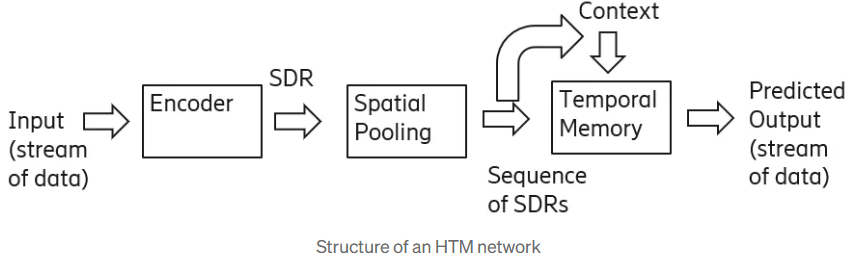 Input
(stream
of data)
Encoder
SDR
Spatial
Pooling
Sequence
of SDRs
Context
Temporal
Memory
Predicted
Output
(stream
of data)
Structure of an HTM network